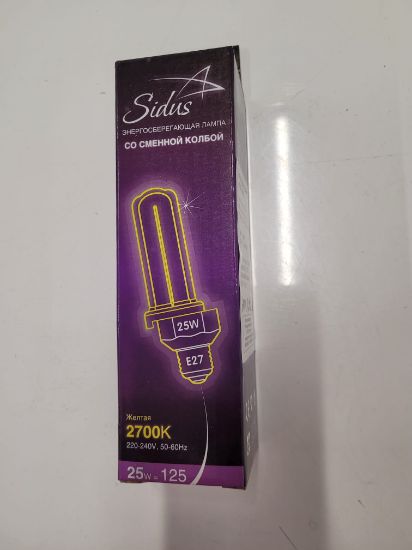 Sidus
ЭНЕРГОСБЕРЕГАЮЩАЯ ЛАМПА
СО СМЕННОЙ КОЛБОЙ
25W
E27
Желтая
2700K
220-240V, 50-60Hz
25W = 125